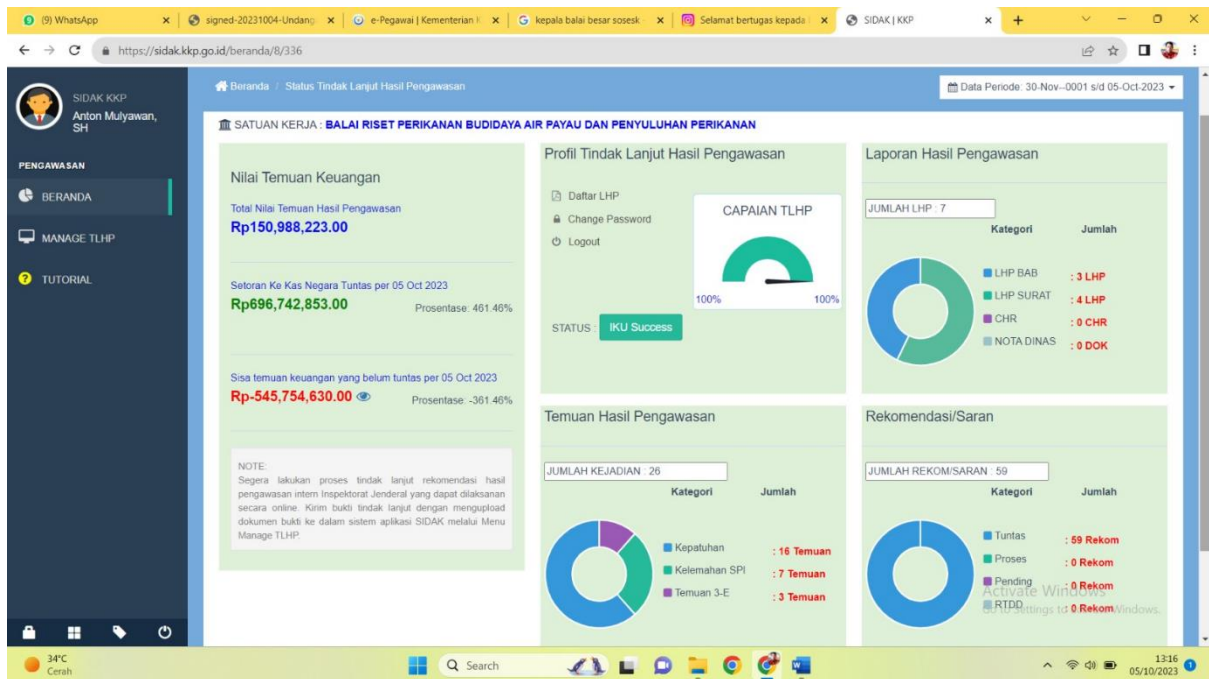 (9) WhatsApp
signed-20231004-Undang
e-Pegawai | Kementerian
kepala balai besar sosesk
Selamat bertugas kepada
SIDAK | KKP
https://sidak.kkp.go.id/beranda/8/336
SIDAK KKP
Anton Mulyawan, SH
PENGAWASAN
BERANDA
MANAGE TLHP
TUTORIAL
Beranda / Status Tindak Lanjut Hasil Pengawasan
Data Periode: 30-Nov--0001 s/d 05-Oct-2023
SATUAN KERJA : BALAI RISET PERIKANAN BUDIDAYA AIR PAYAU DAN PENYULUHAN PERIKANAN
Nilai Temuan Keuangan
Total Nilai Temuan Hasil Pengawasan
Rp150,988,223.00
Setoran Ke Kas Negara Tuntas per 05 Oct 2023
Rp696,742,853.00 Prosentase: 461.46%
Sisa temuan keuangan yang belum tuntas per 05 Oct 2023
Rp-545,754,630.00 Prosentase: -361.46%
NOTE:
Segera lakukan proses tindak lanjut rekomendasi hasil
pengawasan intern Inspektorat Jenderal yang dapat dilaksanan
secara online. Kirim bukti tindak lanjut dengan mengupload
dokumen bukti ke dalam sistem aplikasi SIDAK melalui Menu
Manage TLHP.
Profil Tindak Lanjut Hasil Pengawasan
Daftar LHP
Change Password
Logout
CAPAIAN TLHP
100% 100%
STATUS : IKU Success
Laporan Hasil Pengawasan
JUMLAH LHP : 7
Kategori Jumlah
LHP BAB : 3 LHP
LHP SURAT : 4 LHP
CHR : 0 CHR
NOTA DINAS : 0 DOK
Temuan Hasil Pengawasan
JUMLAH KEJADIAN : 26
Kategori Jumlah
Kepatuhan : 16 Temuan
Kelemahan SPI : 7 Temuan
Temuan 3-E : 3 Temuan
Rekomendasi/Saran
JUMLAH REKOM/SARAN : 59
Kategori Jumlah
Tuntas : 59 Rekom
Proses : 0 Rekom
Pending : 0 Rekom
RTDD : 0 Rekom
Activate Windows
34°C
Cerah
Search
13:16
05/10/2023
1